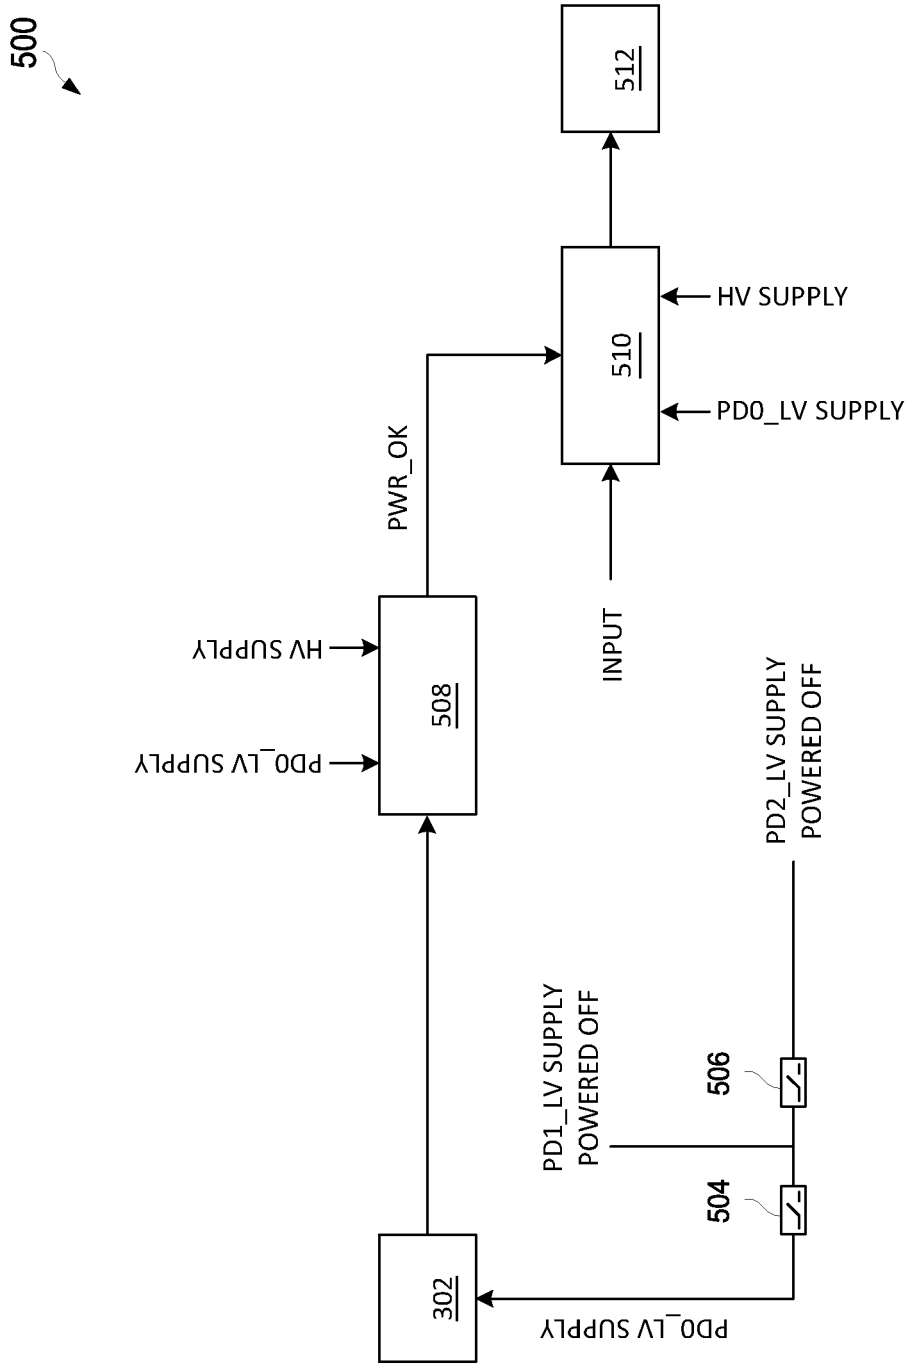 500
512
HV SUPPLY
510
PD0_LV SUPPLY
PWR_OK
INPUT
HV SUPPLY
508
PD0_LV SUPPLY
PD2_LV SUPPLY
POWERED OFF
PD1_LV SUPPLY
POWERED OFF
506
504
302
PD0_LV SUPPLY